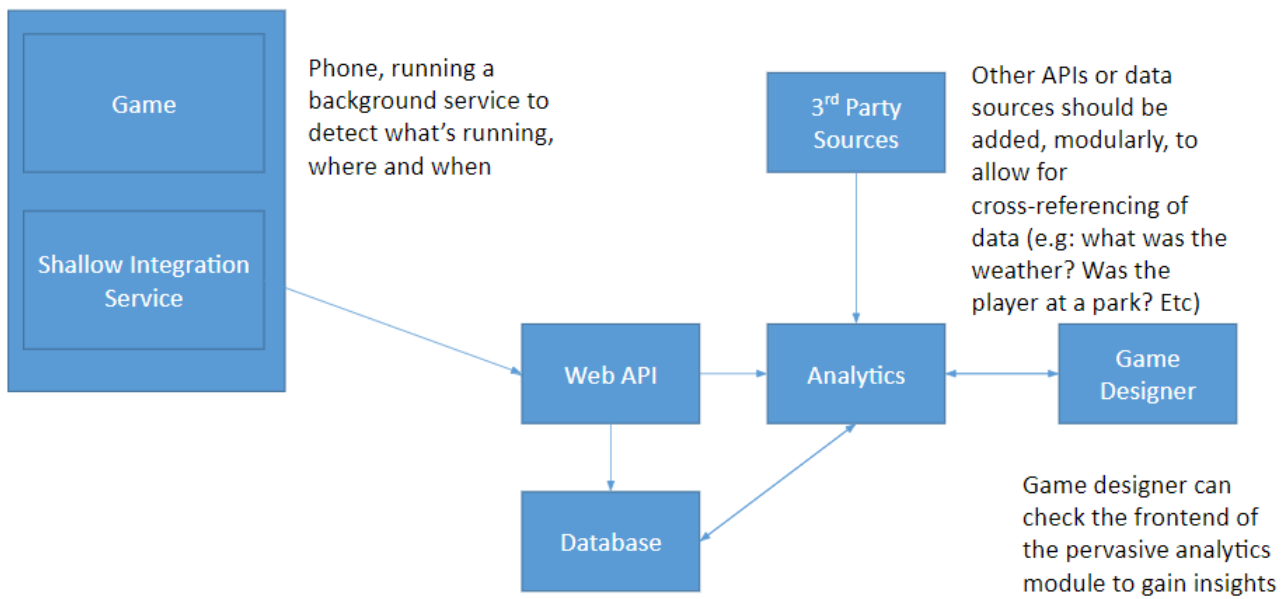 Game
Shallow Integration
Service
Phone, running a
background service to
detect what’s running,
where and when
3rd Party
Sources
Other APIs or data
sources should be
added, modularly, to
allow for
cross-referencing of
data (e.g: what was the
weather? Was the
player at a park? Etc)
Web API
Analytics
Game
Designer
Database
Game designer can
check the frontend of
the pervasive analytics
module to gain insights